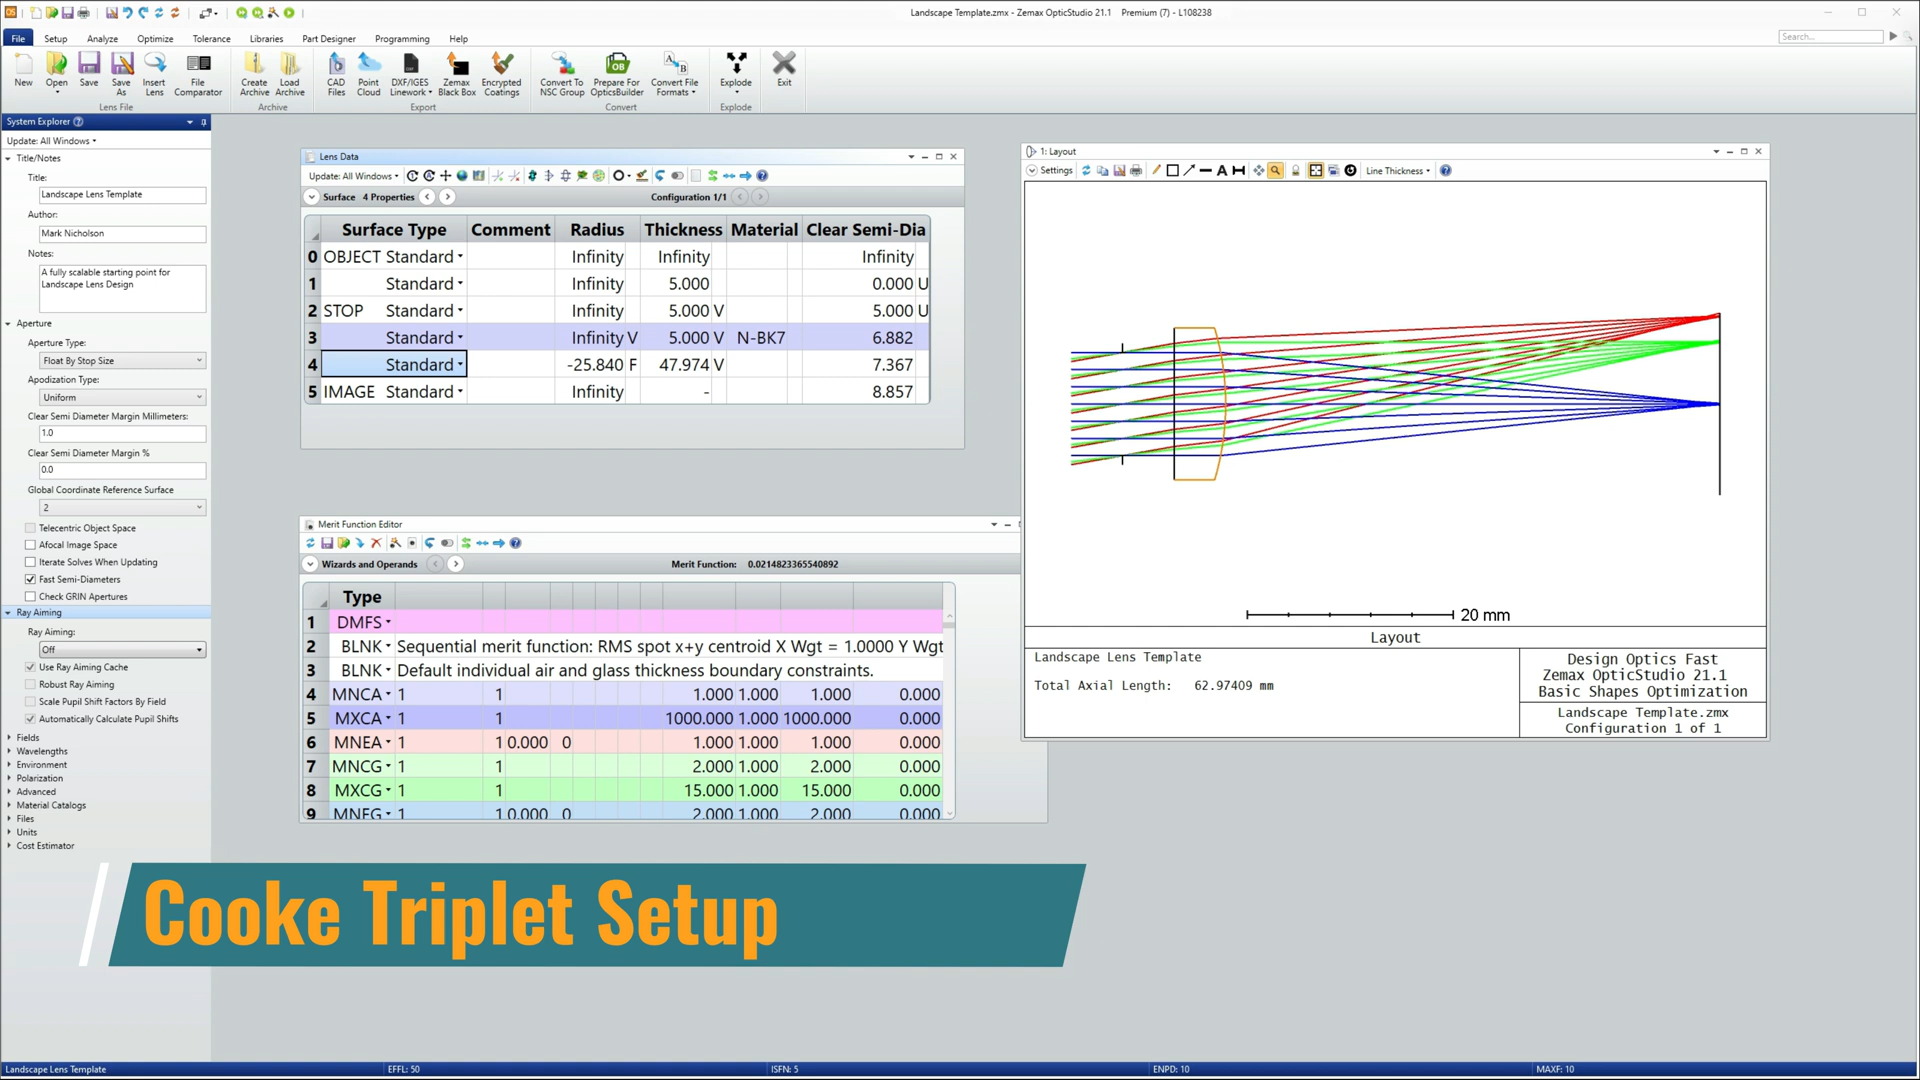 Landscape Template.zmx - Zemax OpticStudio 21.1   Premium (7) - L108238
File Setup Analyze Optimize Tolerance Libraries Part Designer Programming Help
Search...
New Open Save Save As Insert Lens File Comparator Create Archive Load Archive CAD Files Point Cloud DXF/IGES Linework Zemax Black Box Encrypted Coatings Convert To NSC Group Prepare For OpticsBuilder Convert File Formats Explode Exit
Lens File Archive Export Convert Explode
System Explorer
Update: All Windows
Title/Notes
Title:
Landscape Lens Template
Author:
Mark Nicholson
Notes:
A fully scalable starting point for
Landscape Lens Design
Aperture
Aperture Type:
Float By Stop Size
Apodization Type:
Uniform
Clear Semi Diameter Margin Millimeters:
1.0
Clear Semi Diameter Margin %
0.0
Global Coordinate Reference Surface
2
Telecentric Object Space
Afocal Image Space
Iterate Solves When Updating
Fast Semi-Diameters
Check GRIN Apertures
Ray Aiming
Ray Aiming:
Off
Use Ray Aiming Cache
Robust Ray Aiming
Scale Pupil Shift Factors By Field
Automatically Calculate Pupil Shifts
Fields
Wavelengths
Environment
Polarization
Advanced
Material Catalogs
Files
Units
Cost Estimator
Lens Data
Update: All Windows
Surface 4 Properties Configuration 1/1
Surface Type Comment Radius Thickness Material Clear Semi-Dia
0 OBJECT Standard Infinity Infinity Infinity
1 Standard Infinity 5.000 0.000 U
2 STOP Standard Infinity 5.000 V 5.000 U
3 Standard Infinity V 5.000 V N-BK7 6.882
4 Standard -25.840 F 47.974 V 7.367
5 IMAGE Standard Infinity - 8.857
Merit Function Editor
Wizards and Operands Merit Function: 0.0214823365540892
Type
1 DMFS
2 BLNK Sequential merit function: RMS spot x+y centroid X Wgt = 1.0000 Y Wgt
3 BLNK Default individual air and glass thickness boundary constraints.
4 MNCA 1 1 1.000 1.000 1.000 0.000
5 MXCA 1 1 1000.000 1.000 1000.000 0.000
6 MNEA 1 1 0.000 0 1.000 1.000 1.000 0.000
7 MNCG 1 1 2.000 1.000 2.000 0.000
8 MXCG 1 1 15.000 1.000 15.000 0.000
9 MNEG 1 1 0.000 0 2.000 1.000 2.000 0.000
1: Layout
Settings Line Thickness
20 mm
Layout
Landscape Lens Template
Total Axial Length: 62.97409 mm
Design Optics Fast
Zemax OpticStudio 21.1
Basic Shapes Optimization
Landscape Template.zmx
Configuration 1 of 1
Cooke Triplet Setup
Landscape Lens Template EFFL: 50 ISFN: 5 ENPD: 10 MAXF: 10